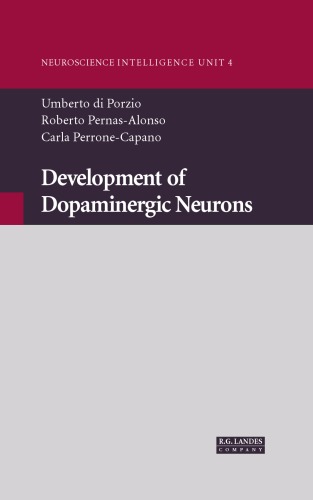 NEUROSCIENCE INTELLIGENCE UNIT 4
Umberto di Porzio
Roberto Pernas-Alonso
Carla Perrone-Capano
Development of
Dopaminergic Neurons
R.G. LANDES
COMPANY